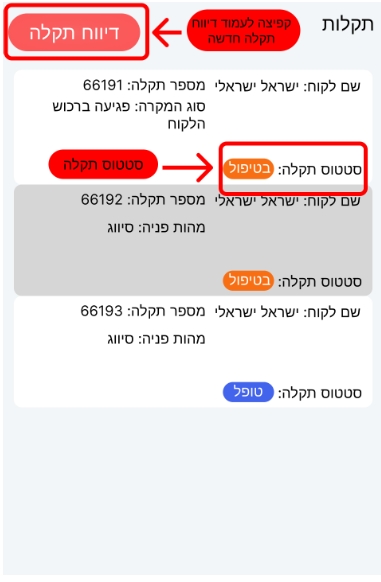 תקלות
קפיצה לעמוד דיווח
תקלה חדשה
דיווח תקלה
שם לקוח: ישראל ישראלי
מספר תקלה: 66191
סוג המקרה: פגיעה ברכוש
הלקוח
סטטוס תקלה: בטיפול
סטטוס תקלה
שם לקוח: ישראל ישראלי
מספר תקלה: 66192
מהות פניה: סיווג
סטטוס תקלה: בטיפול
שם לקוח: ישראל ישראלי
מספר תקלה: 66193
מהות פניה: סיווג
סטטוס תקלה: טופל